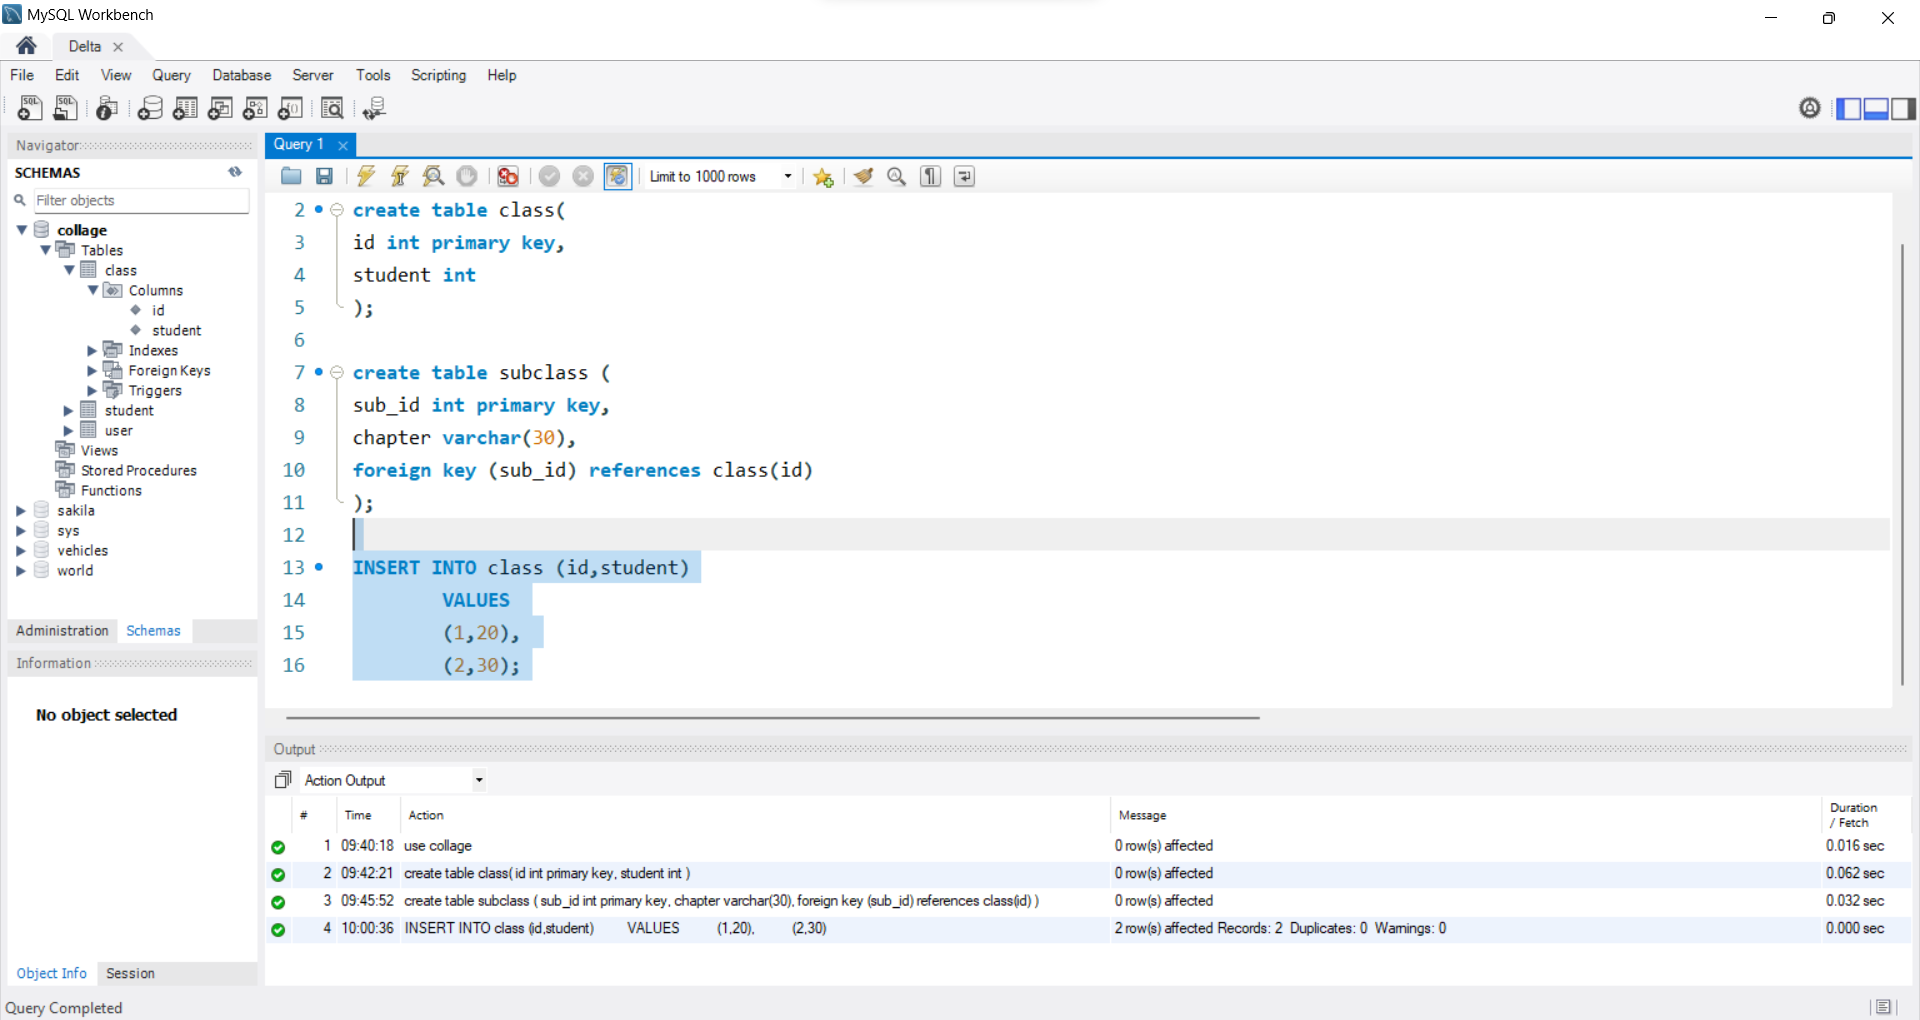 MySQL Workbench
Delta
File Edit View Query Database Server Tools Scripting Help
Navigator
SCHEMAS
Filter objects
collage
Tables
class
Columns
id
student
Indexes
Foreign Keys
Triggers
student
user
Views
Stored Procedures
Functions
sakila
sys
vehicles
world
Administration Schemas
Information
No object selected
Object Info Session
Query 1
Limit to 1000 rows
2 create table class(
3 id int primary key,
4 student int
5 );
6
7 create table subclass (
8 sub_id int primary key,
9 chapter varchar(30),
10 foreign key (sub_id) references class(id)
11 );
12
13 INSERT INTO class (id,student)
14 VALUES
15 (1,20),
16 (2,30);
Output
Action Output
# Time Action Message Duration / Fetch
1 09:40:18 use collage 0 row(s) affected 0.016 sec
2 09:42:21 create table class( id int primary key, student int ) 0 row(s) affected 0.062 sec
3 09:45:52 create table subclass ( sub_id int primary key, chapter varchar(30), foreign key (sub_id) references class(id) ) 0 row(s) affected 0.032 sec
4 10:00:36 INSERT INTO class (id,student) VALUES (1,20), (2,30) 2 row(s) affected Records: 2 Duplicates: 0 Warnings: 0 0.000 sec
Query Completed